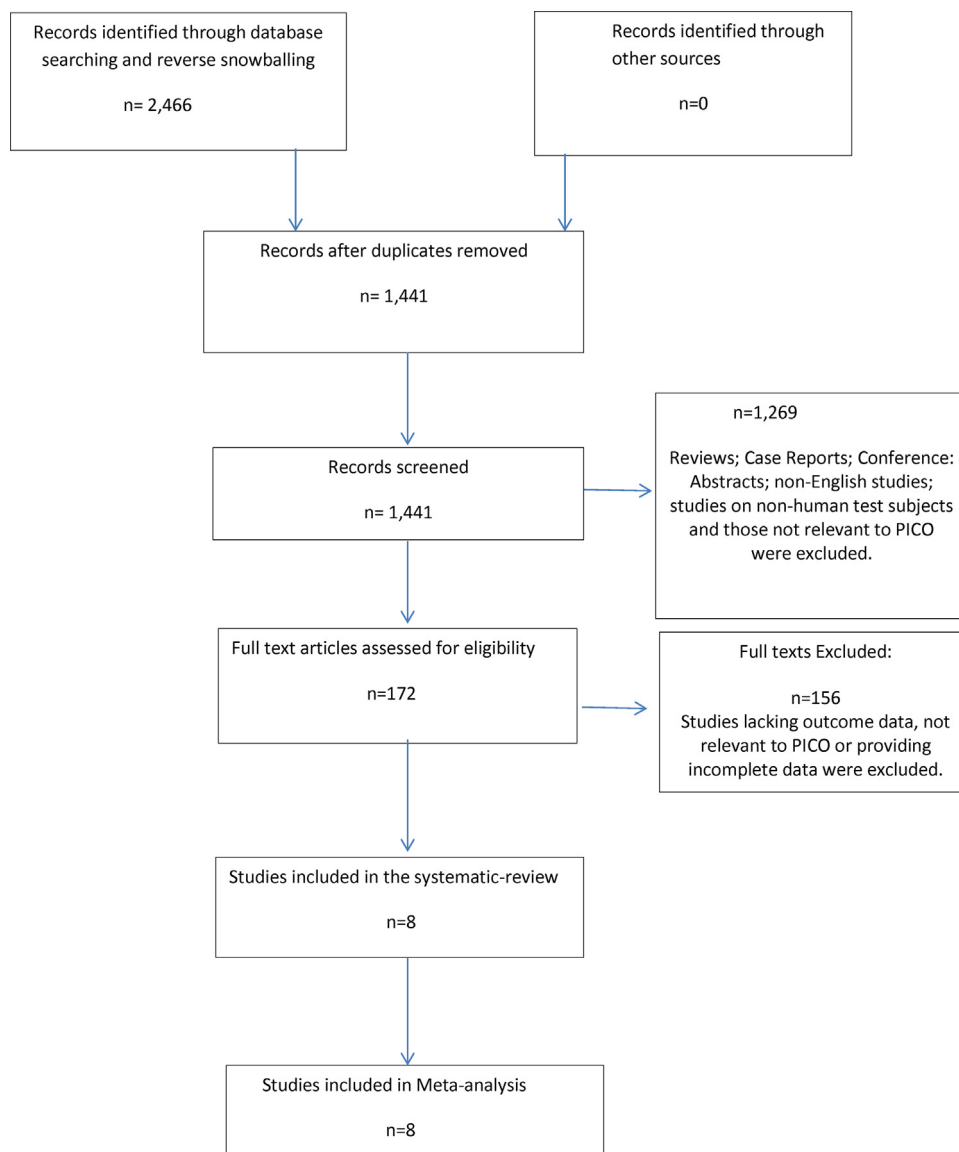 Records identified through database
searching and reverse snowballing
n= 2,466
Records identified through
other sources
n=0
Records after duplicates removed
n= 1,441
Records screened
n= 1,441
n=1,269
Reviews; Case Reports; Conference:
Abstracts; non-English studies;
studies on non-human test subjects
and those not relevant to PICO
were excluded.
Full text articles assessed for eligibility
n=172
Full texts Excluded:
n=156
Studies lacking outcome data, not
relevant to PICO or providing
incomplete data were excluded.
Studies included in the systematic-review
n=8
Studies included in Meta-analysis
n=8